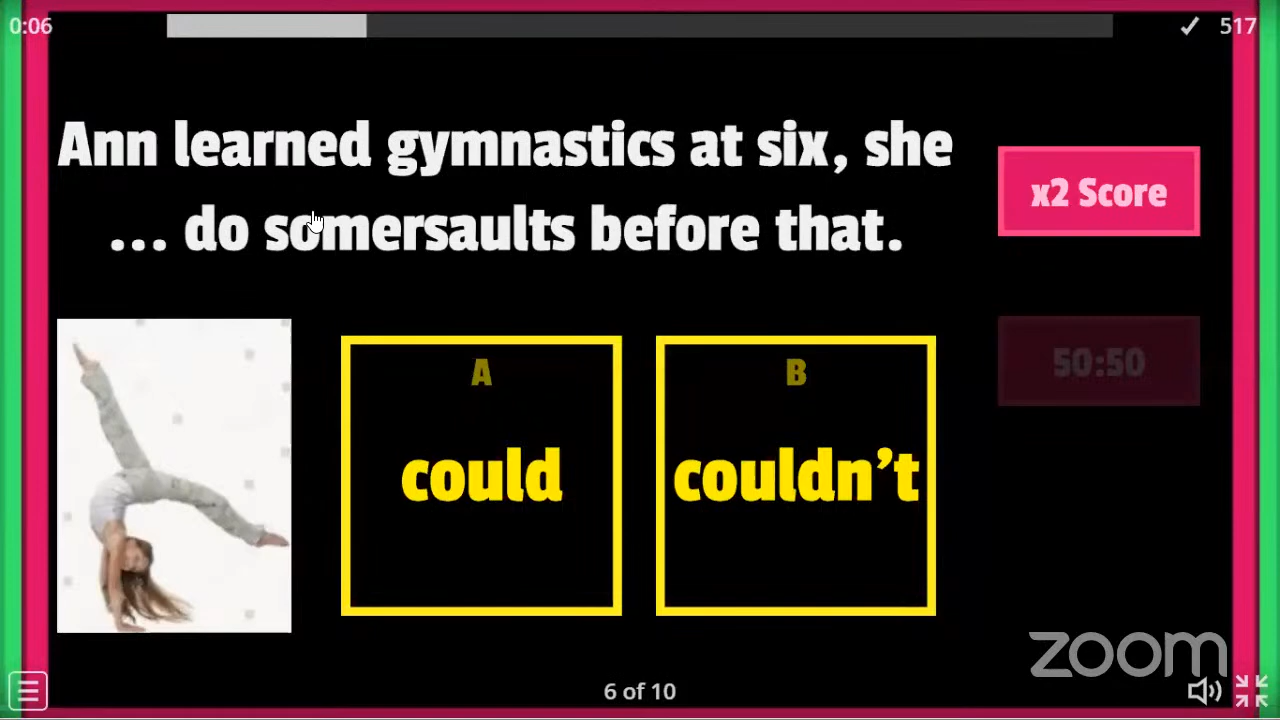 0:06
✓ 517
Ann learned gymnastics at six, she
... do somersaults before that.
x2 Score
50:50
A
could
B
couldn't
zoom
6 of 10